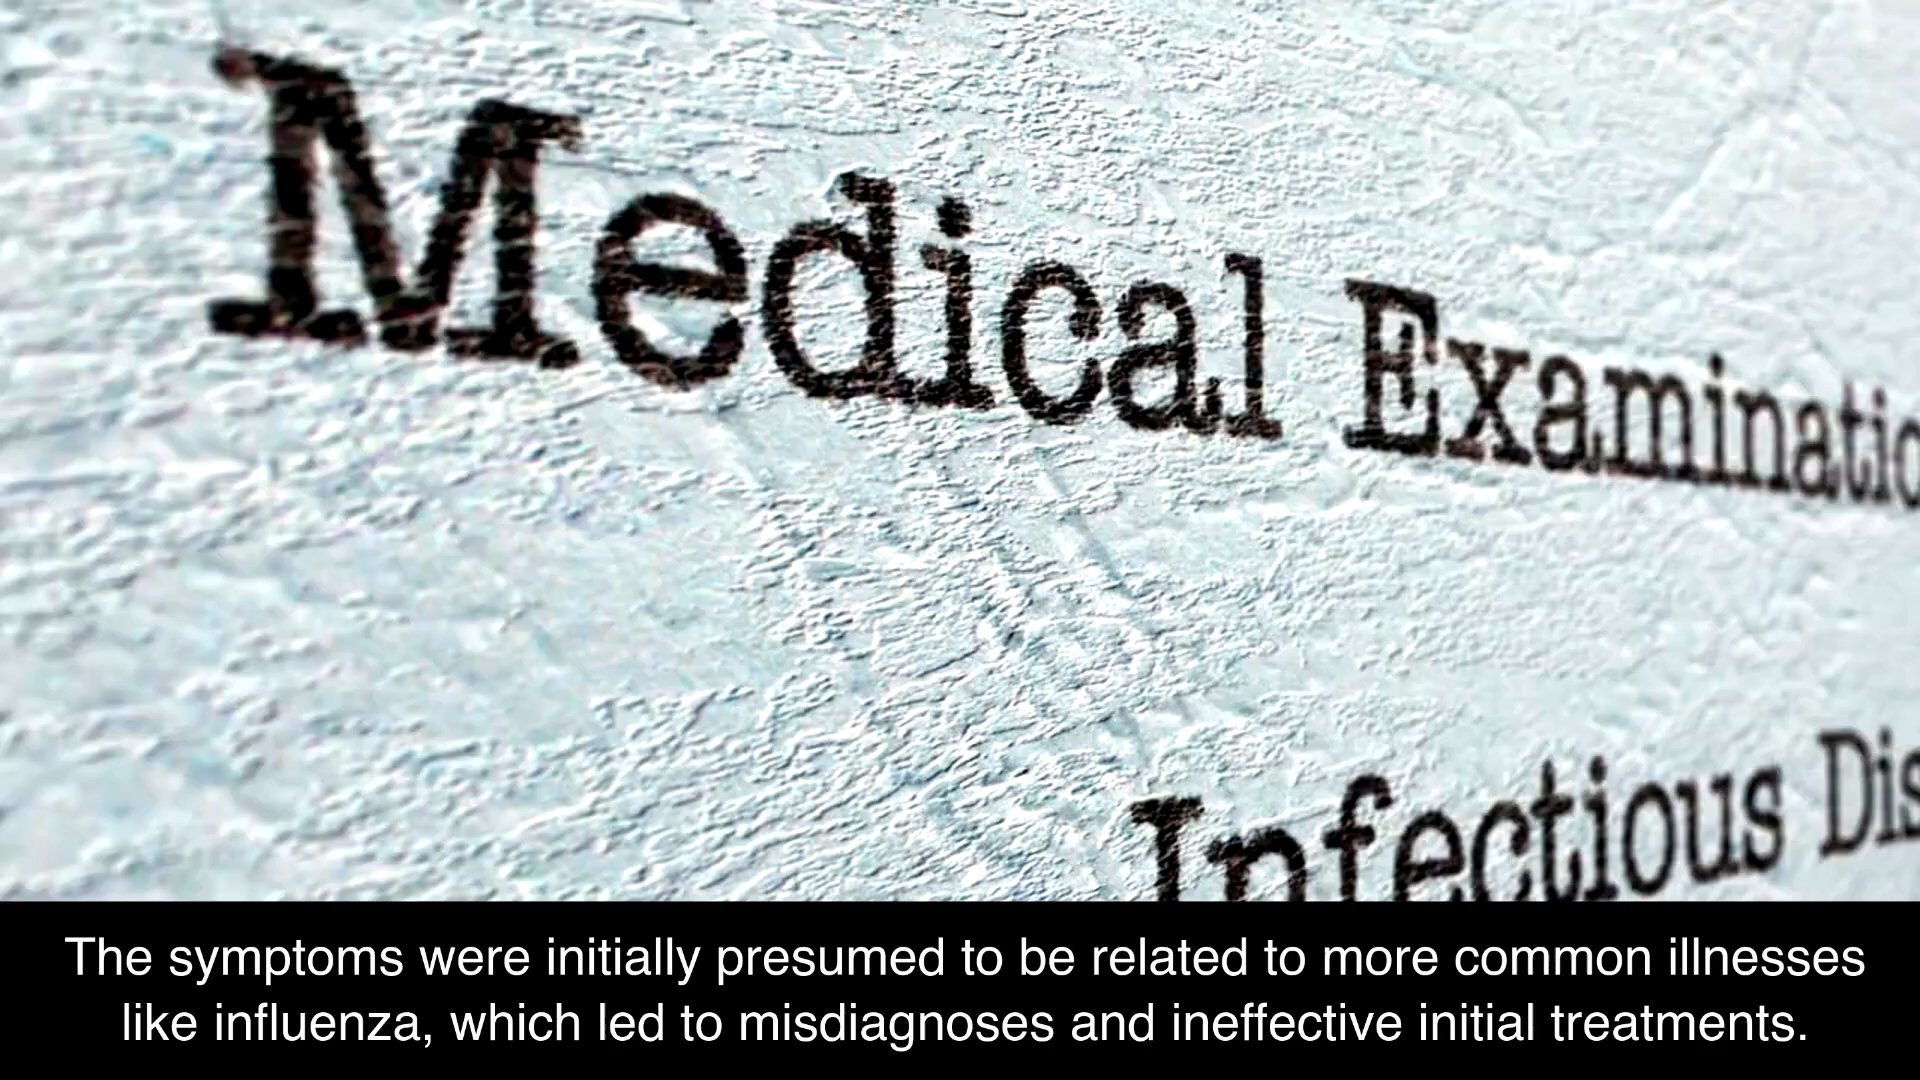 Medical Examinatio
Infectious Dis
The symptoms were initially presumed to be related to more common illnesses
like influenza, which led to misdiagnoses and ineffective initial treatments.